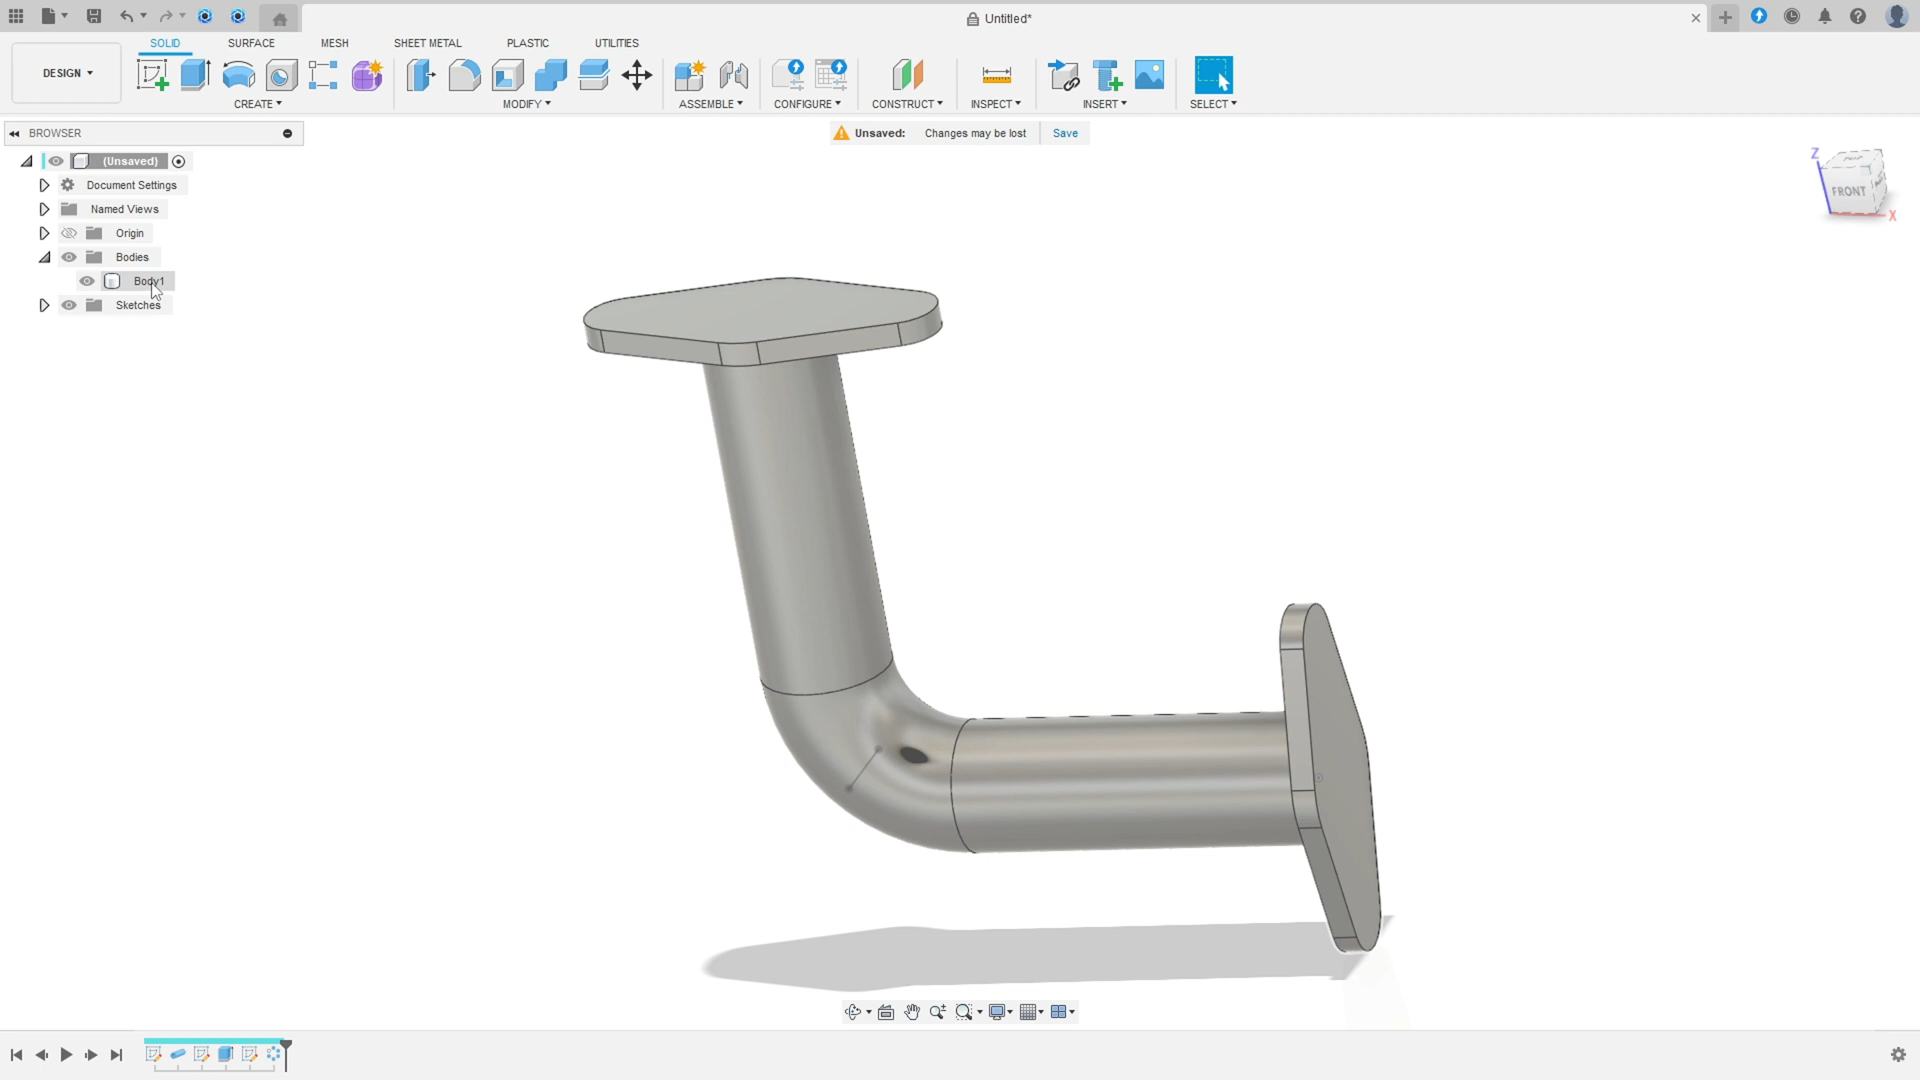 Untitled*
SOLID SURFACE MESH SHEET METAL PLASTIC UTILITIES
DESIGN
CREATE MODIFY ASSEMBLE CONFIGURE CONSTRUCT INSPECT INSERT SELECT
BROWSER
Unsaved: Changes may be lost Save
(Unsaved)
Document Settings
Named Views
Origin
Bodies
Body1
Sketches
Z
FRONT
X